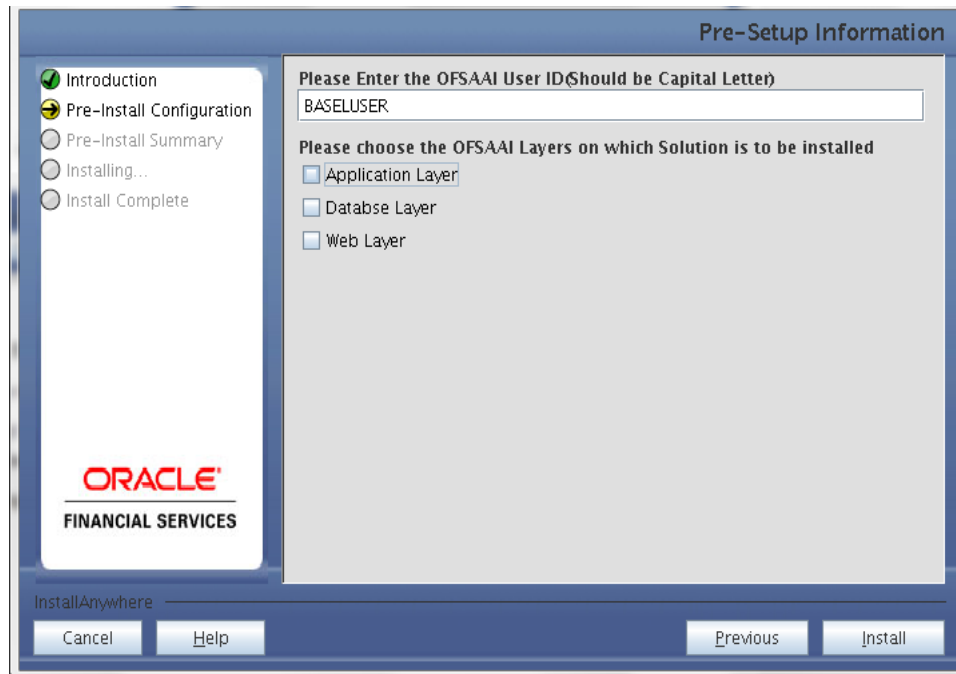 Pre-Setup Information
Introduction
Pre-Install Configuration
Pre-Install Summary
Installing...
Install Complete
Please Enter the OFSAAI User ID(Should be Capital Letter)
BASELUSER
Please choose the OFSAAI Layers on which Solution is to be installed
Application Layer
Databse Layer
Web Layer
ORACLE
FINANCIAL SERVICES
InstallAnywhere
Cancel
Help
Previous
Install